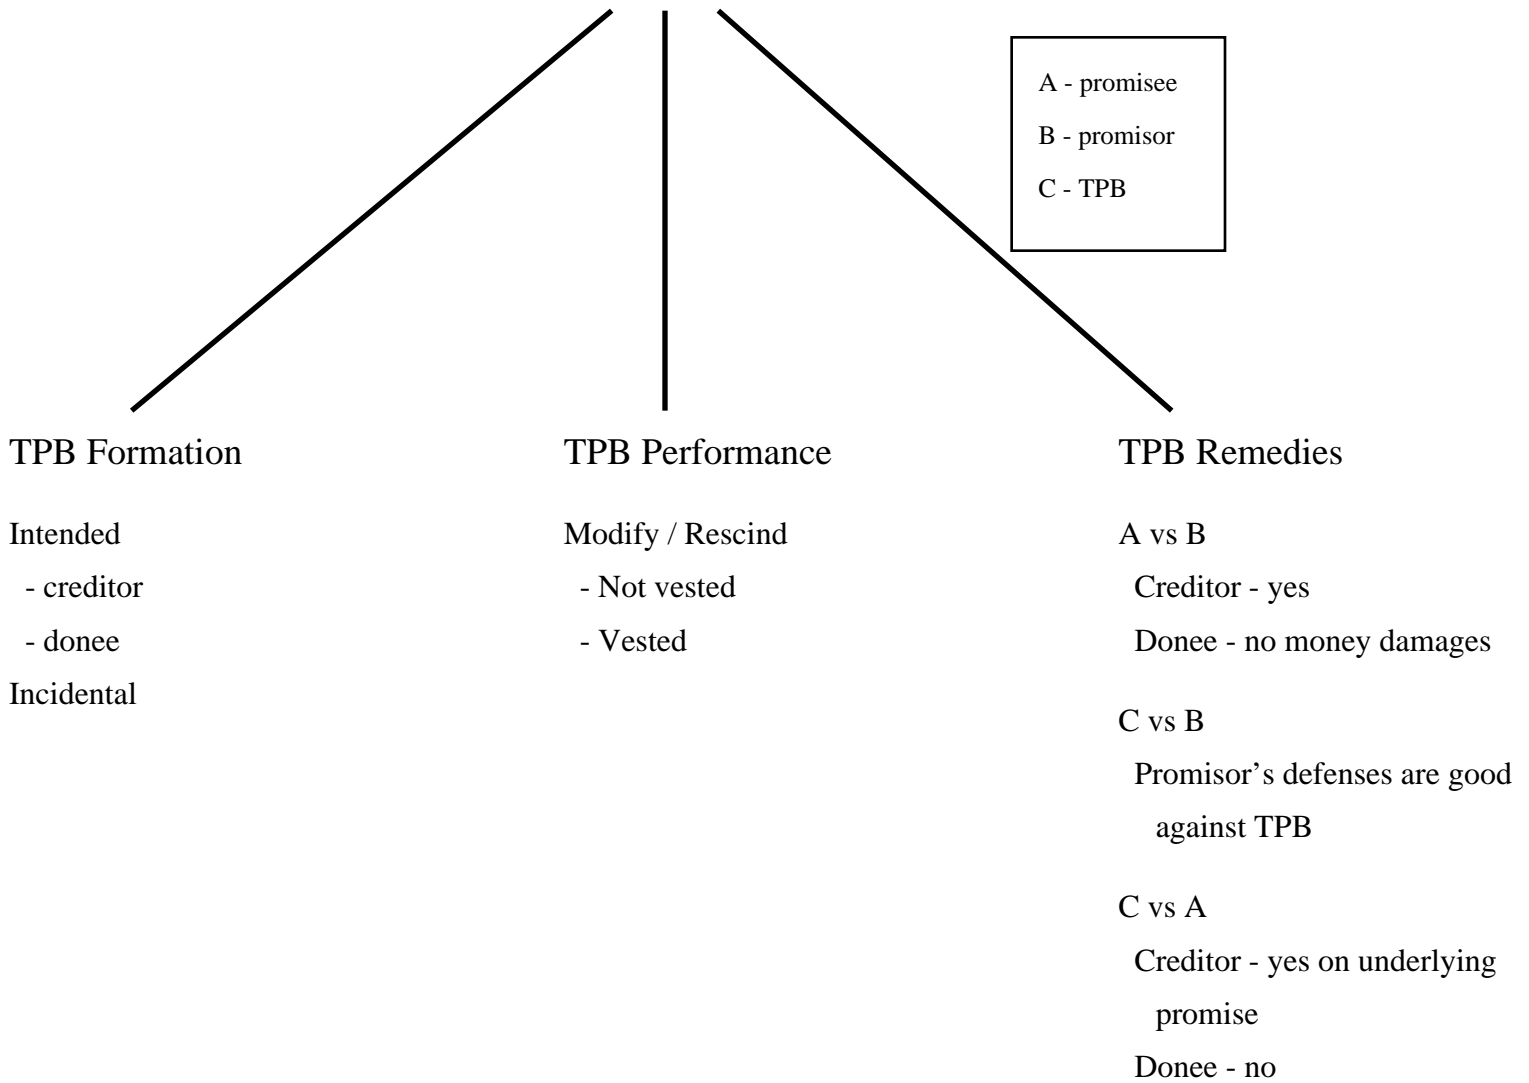 A - promisee
B - promisor
C - TPB
TPB Formation
Intended
- creditor
- donee
Incidental
TPB Performance
Modify / Rescind
- Not vested
- Vested
TPB Remedies
A vs B
Creditor - yes
Donee - no money damages
C vs B
Promisor’s defenses are good
against TPB
C vs A
Creditor - yes on underlying
promise
Donee - no